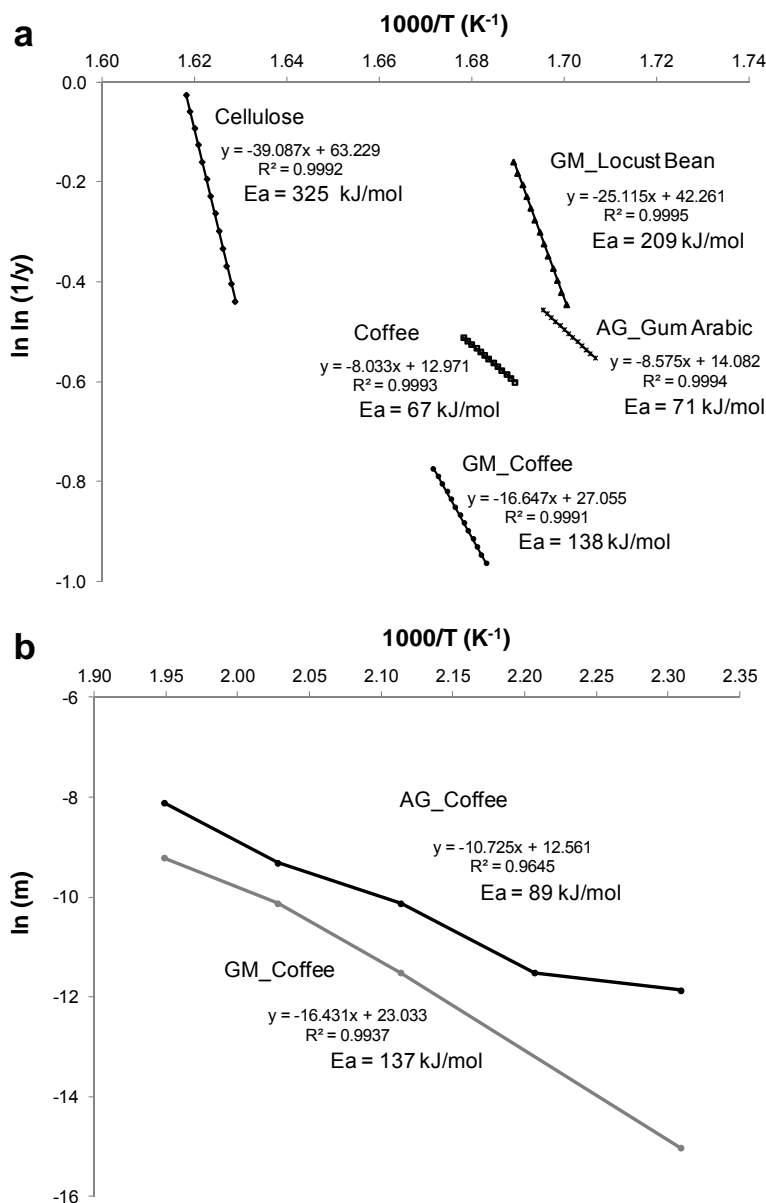 a
1000/T (K-1)
1.60 1.62 1.64 1.66 1.68 1.70 1.72 1.74
0.0
-0.2
-0.4
-0.6
-0.8
-1.0
ln ln (1/y)
Cellulose
y = -39.087x + 63.229
R² = 0.9992
Ea = 325 kJ/mol
GM_Locust Bean
y = -25.115x + 42.261
R² = 0.9995
Ea = 209 kJ/mol
Coffee
y = -8.033x + 12.971
R² = 0.9993
Ea = 67 kJ/mol
AG_Gum Arabic
y = -8.575x + 14.082
R² = 0.9994
Ea = 71 kJ/mol
GM_Coffee
y = -16.647x + 27.055
R² = 0.9991
Ea = 138 kJ/mol
b
1000/T (K-1)
1.90 1.95 2.00 2.05 2.10 2.15 2.20 2.25 2.30 2.35
-6
-8
-10
-12
-14
-16
ln (m)
AG_Coffee
y = -10.725x + 12.561
R² = 0.9645
Ea = 89 kJ/mol
GM_Coffee
y = -16.431x + 23.033
R² = 0.9937
Ea = 137 kJ/mol